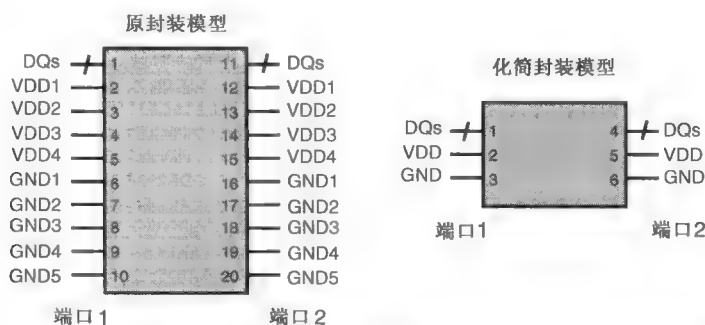 原封装模型
DQs 1 11 DQs
VDD1 2 12 VDD1
VDD2 3 13 VDD2
VDD3 4 14 VDD3
VDD4 5 15 VDD4
GND1 6 16 GND1
GND2 7 17 GND2
GND3 8 18 GND3
GND4 9 19 GND4
GND5 10 20 GND5
端口1 端口2
化简封装模型
DQs 1 4 DQs
VDD 2 5 VDD
GND 3 6 GND
端口1 端口2